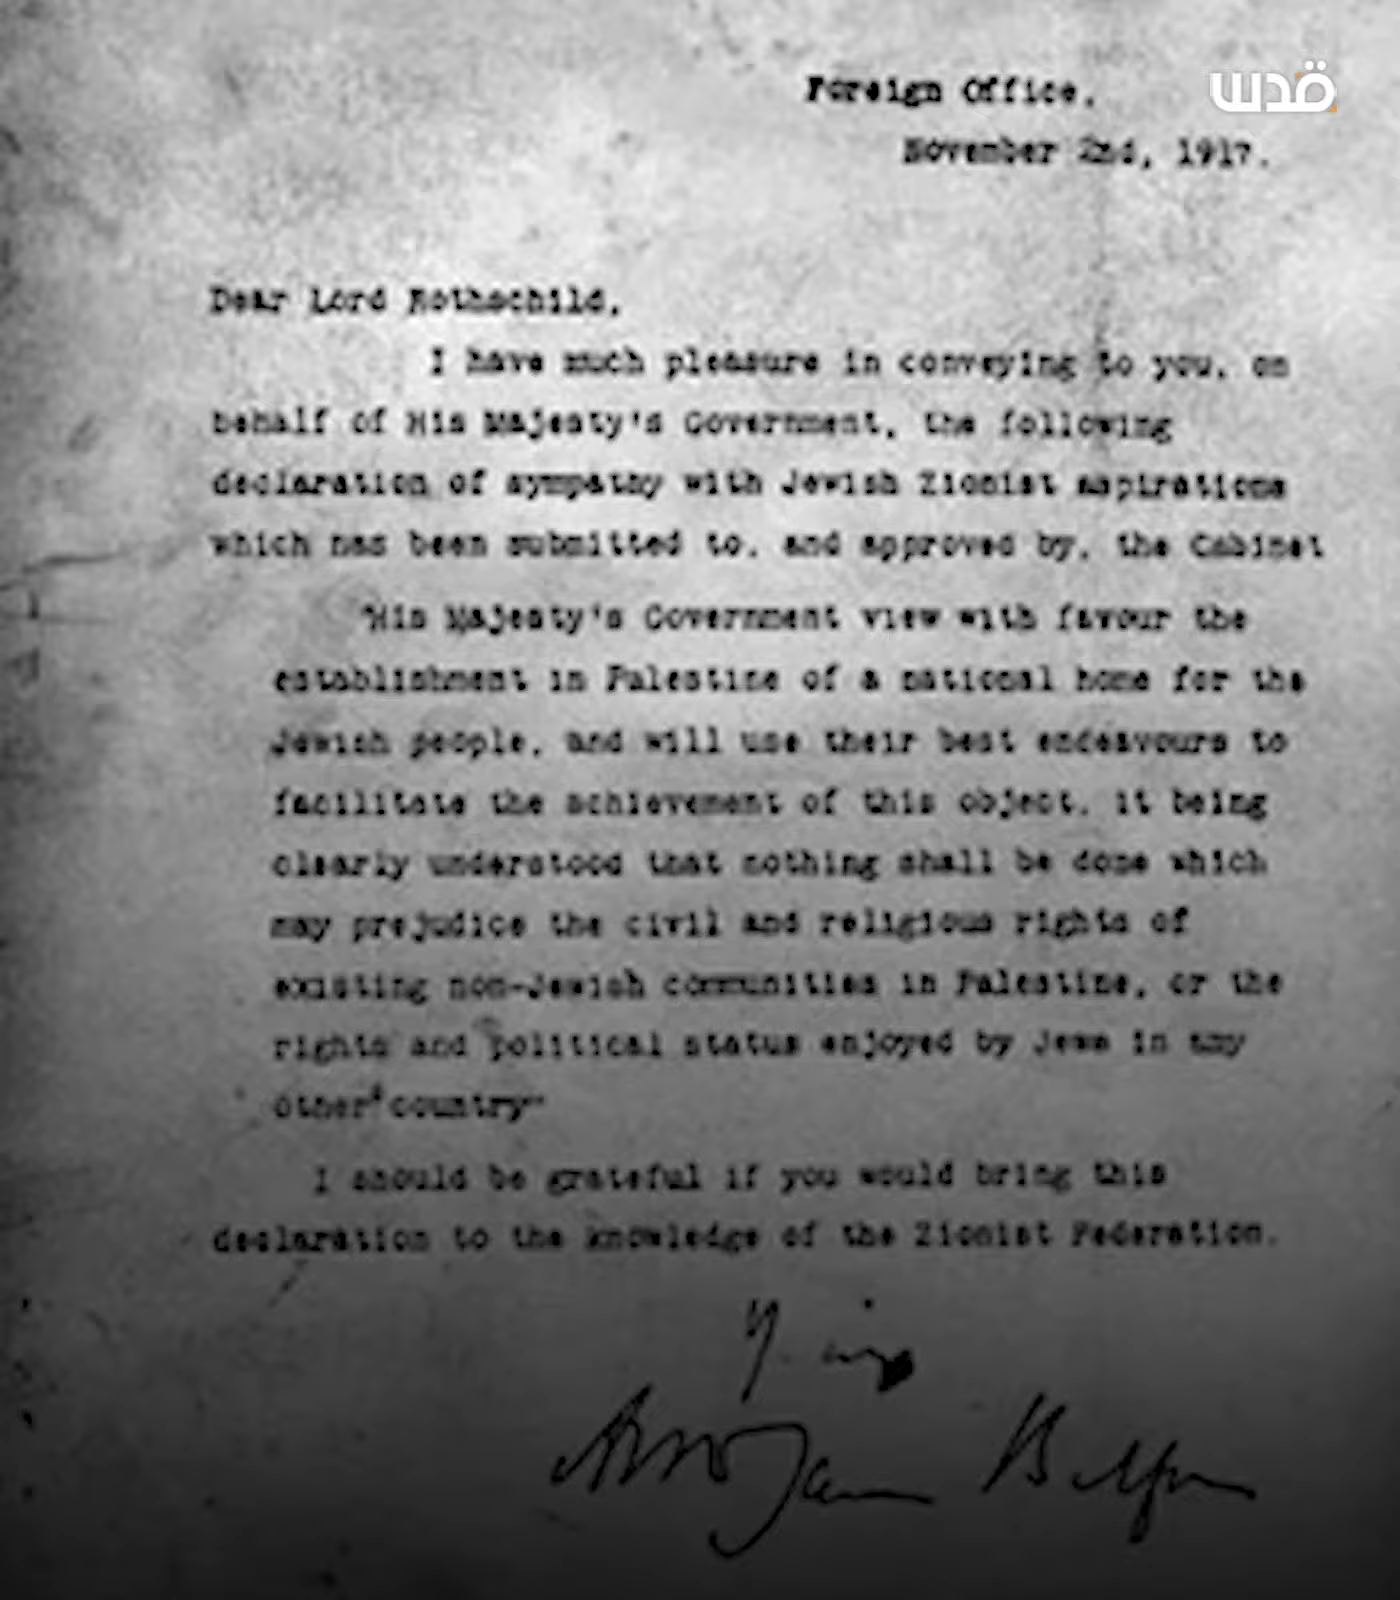 قدس
Foreign Office,
November 2nd, 1917.
Dear Lord Rothschild,
I have much pleasure in conveying to you, on
behalf of His Majesty's Government, the following
declaration of sympathy with Jewish Zionist aspirations
which has been submitted to, and approved by, the Cabinet
"His Majesty's Government view with favour the
establishment in Palestine of a national home for the
Jewish people, and will use their best endeavours to
facilitate the achievement of this object, it being
clearly understood that nothing shall be done which
may prejudice the civil and religious rights of
existing non-Jewish communities in Palestine, or the
rights and political status enjoyed by Jews in any
other country"
I should be grateful if you would bring this
declaration to the knowledge of the Zionist Federation.
Arthur James Balfour